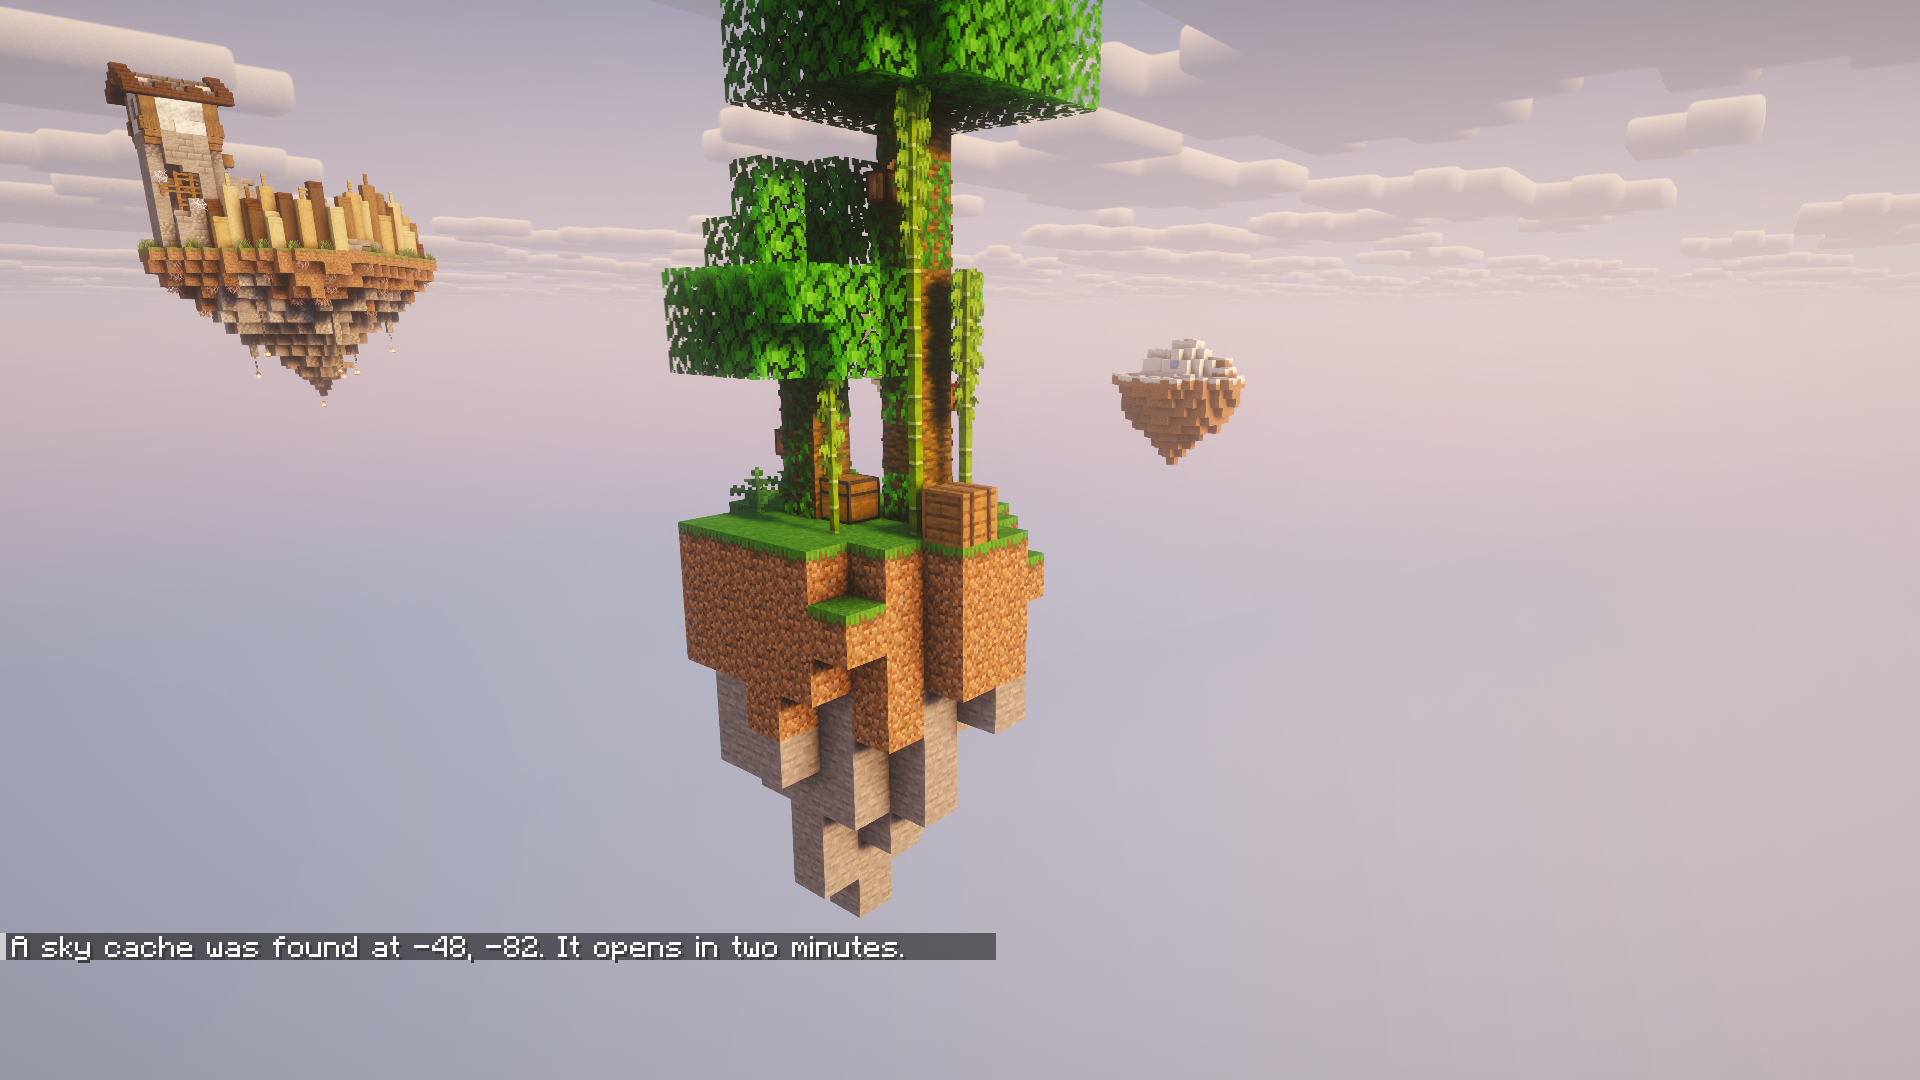 A sky cache was found at -48, -82. It opens in two minutes.